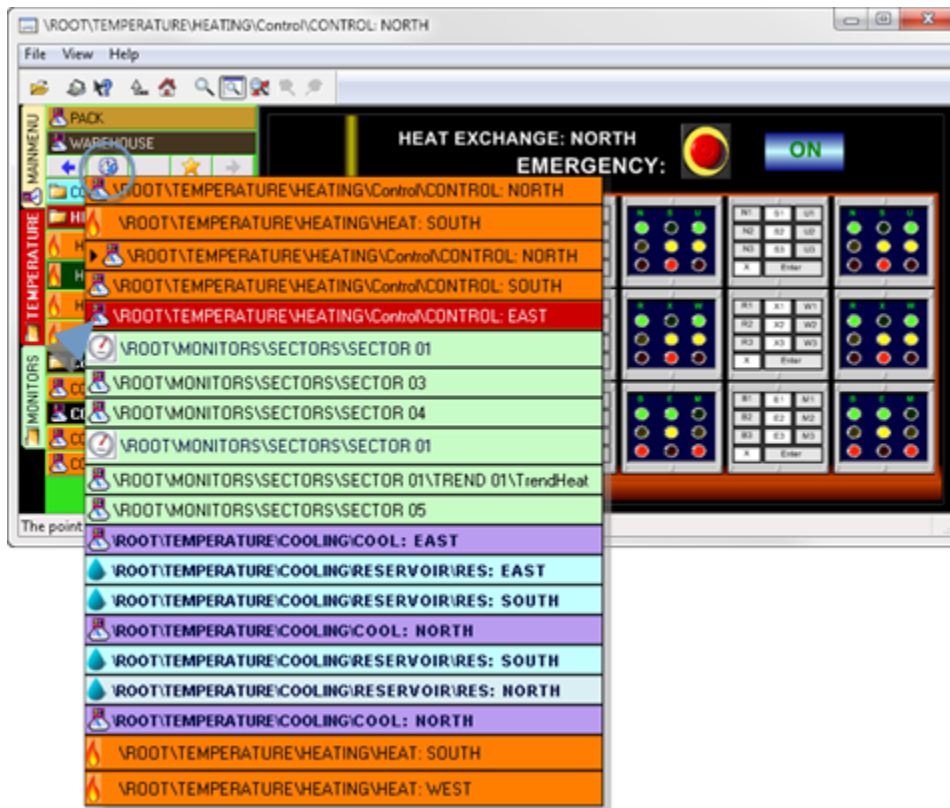 \ROOT\TEMPERATURE\HEATING\Control\CONTROL: NORTH
File View Help
MAINMENU
TEMPERATURE
MONITORS
PACK
WAREHOUSE
HEAT EXCHANGE: NORTH
EMERGENCY:
ON
\ROOT\TEMPERATURE\HEATING\Control\CONTROL: NORTH
\ROOT\TEMPERATURE\HEATING\HEAT: SOUTH
\ROOT\TEMPERATURE\HEATING\Control\CONTROL: NORTH
\ROOT\TEMPERATURE\HEATING\Control\CONTROL: SOUTH
\ROOT\TEMPERATURE\HEATING\Control\CONTROL: EAST
\ROOT\MONITORS\SECTORS\SECTOR 01
\ROOT\MONITORS\SECTORS\SECTOR 03
\ROOT\MONITORS\SECTORS\SECTOR 04
\ROOT\MONITORS\SECTORS\SECTOR 01
\ROOT\MONITORS\SECTORS\SECTOR 01\TREND 01\TrendHeat
\ROOT\MONITORS\SECTORS\SECTOR 05
\ROOT\TEMPERATURE\COOLING\COOL: EAST
\ROOT\TEMPERATURE\COOLING\RESERVOIR\RES: EAST
\ROOT\TEMPERATURE\COOLING\RESERVOIR\RES: SOUTH
\ROOT\TEMPERATURE\COOLING\COOL: NORTH
\ROOT\TEMPERATURE\COOLING\RESERVOIR\RES: SOUTH
\ROOT\TEMPERATURE\COOLING\RESERVOIR\RES: NORTH
\ROOT\TEMPERATURE\COOLING\COOL: NORTH
\ROOT\TEMPERATURE\HEATING\HEAT: SOUTH
\ROOT\TEMPERATURE\HEATING\HEAT: WEST
N S U
N1 S1 U1
N2 S2 U2
N3 S3 U3
X Enter
N S U
R X W
R1 X1 W1
R2 X2 W2
R3 X3 W3
X Enter
R X W
B E M
B1 E1 M1
B2 E2 M2
B3 E3 M3
X Enter
B E M
The point